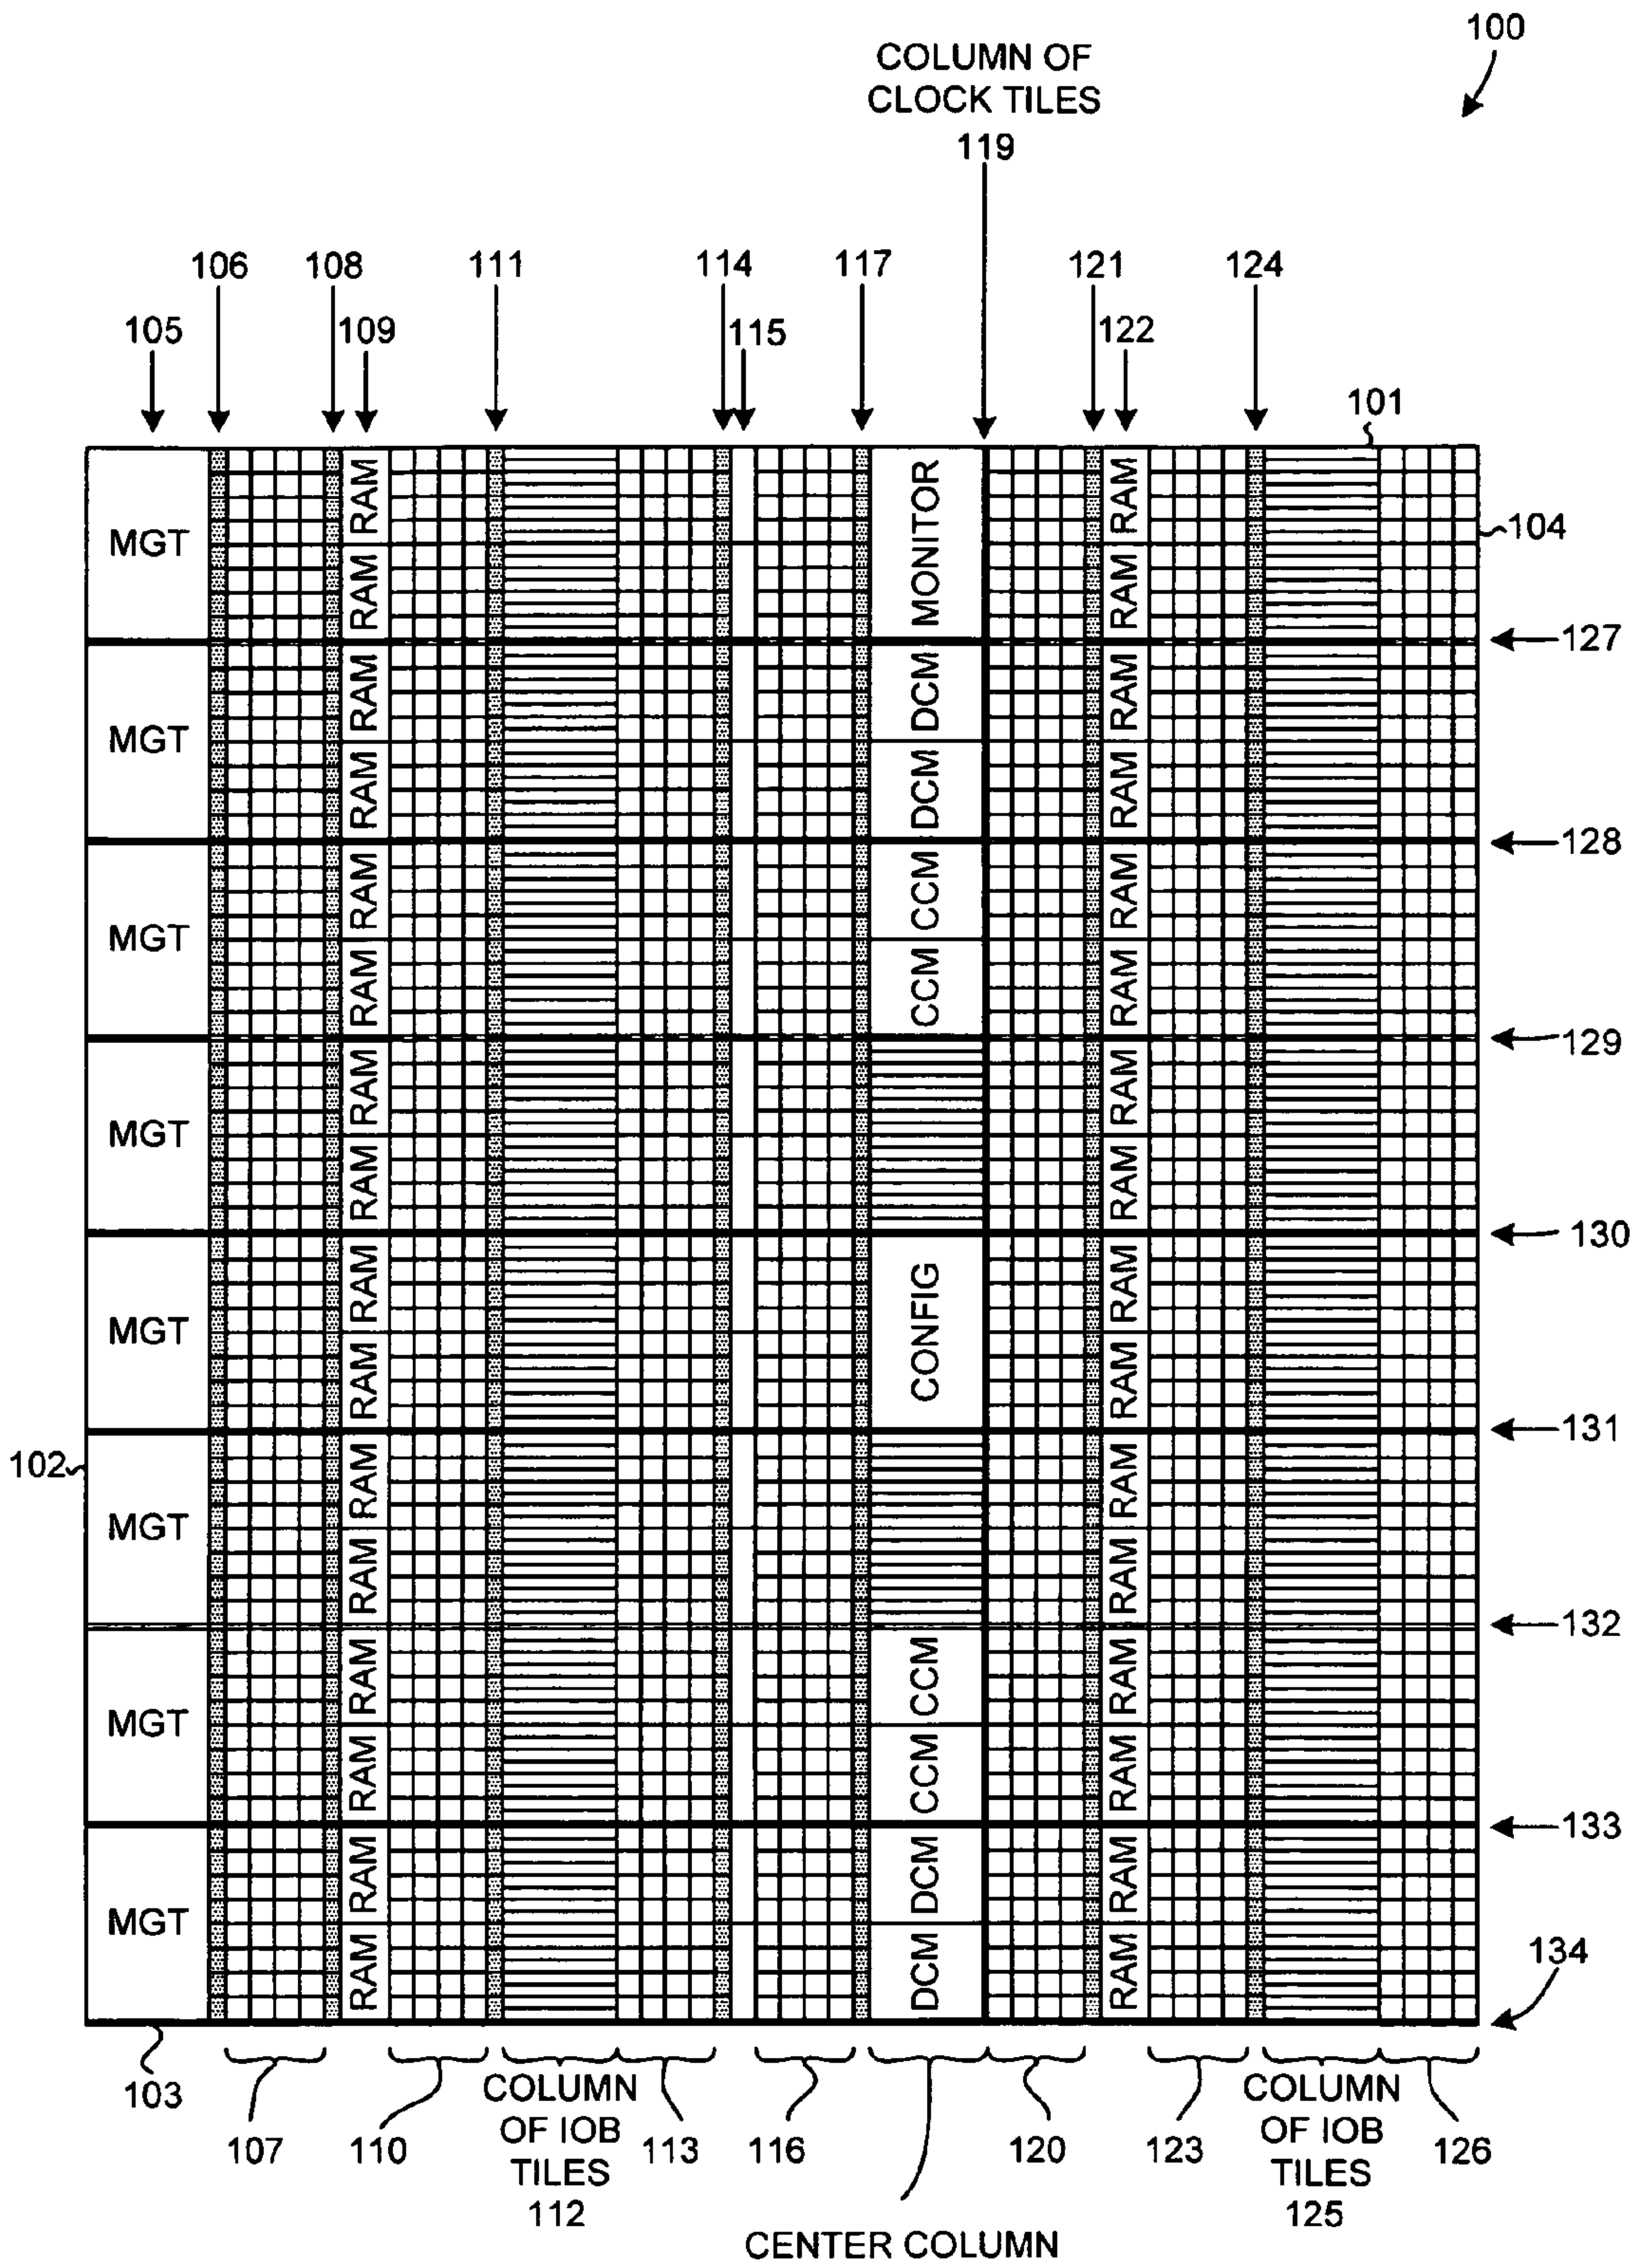 100
COLUMN OF
CLOCK TILES
119
106 108 111 114 117 121 124
105 109 115 122
101
104
MGT RAM RAM MONITOR RAM RAM
127
MGT RAM RAM DCM DCM RAM RAM
128
MGT RAM RAM CCM CCM RAM RAM
129
MGT RAM RAM RAM RAM
130
MGT RAM RAM CONFIG RAM RAM
131
102
MGT RAM RAM RAM RAM
132
MGT RAM RAM CCM CCM RAM RAM
133
MGT RAM RAM DCM DCM RAM RAM
134
103
107 110
COLUMN
OF IOB
TILES
112
113 116 120 123
COLUMN
OF IOB
TILES
125
126
CENTER COLUMN